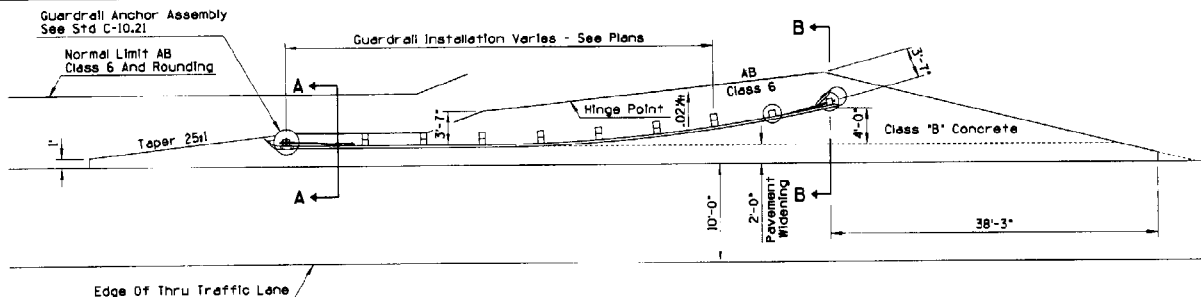 Guardrail Anchor Assembly
See Std C-10.21
Normal Limit AB
Class 6 And Rounding
Guardrail Installation Varies - See Plans
A
A
B
B
AB
Class 6
3'-7"
3'-7"
Hinge Point
4'-0"
Class "B" Concrete
Taper 25:1
1'
10'-0"
2'-0"
Pavement
Widening
38'-3"
Edge Of Thru Traffic Lane